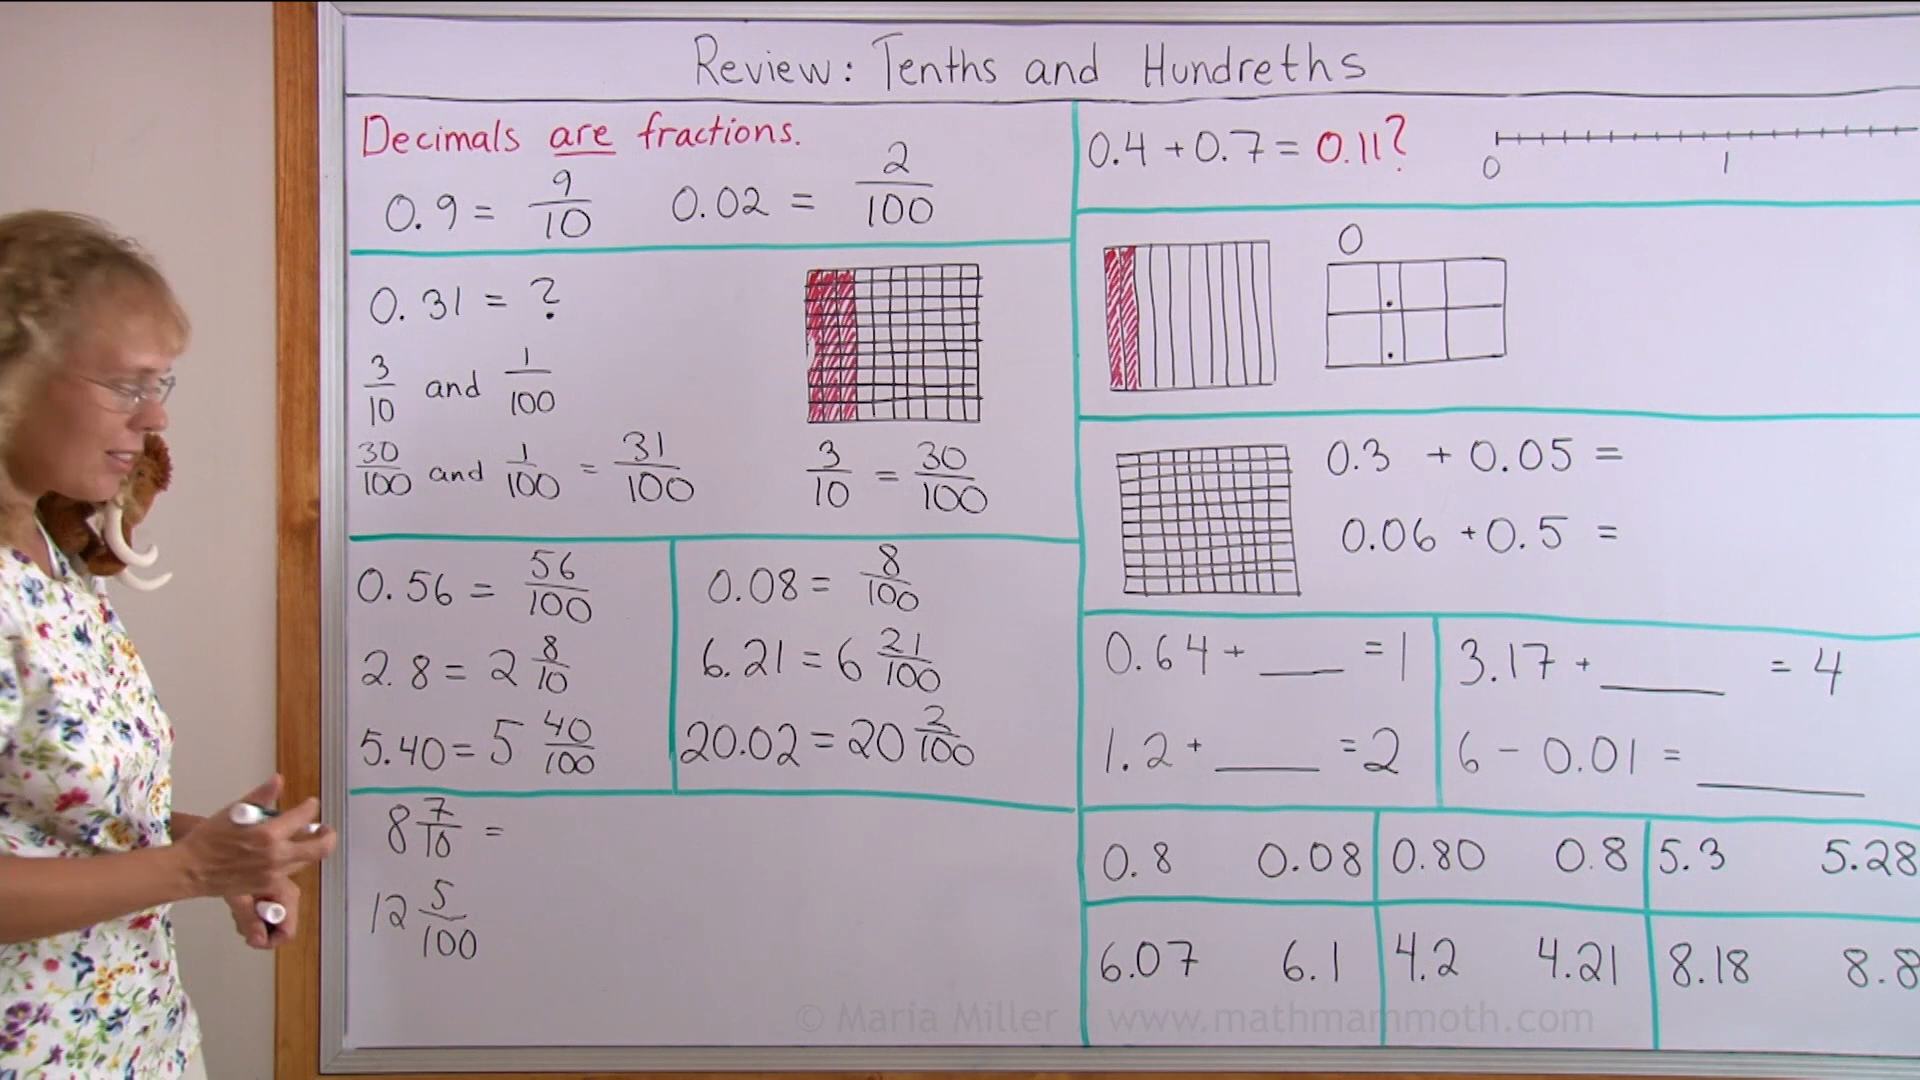 Review: Tenths and Hundreths
Decimals are fractions.
0.9 = 9/10 0.02 = 2/100
0.31 = ?
3/10 and 1/100
30/100 and 1/100 = 31/100
3/10 = 30/100
0.56 = 56/100
2.8 = 2 8/10
5.40 = 5 40/100
0.08 = 8/100
6.21 = 6 21/100
20.02 = 20 2/100
8 7/10 =
12 5/100
0.4 + 0.7 = 0.11?
0 1
0
0.3 + 0.05 =
0.06 + 0.5 =
0.64 + ___ = 1
1.2 + ___ = 2
3.17 + ___ = 4
6 - 0.01 = ___
0.8 0.08
0.80 0.8
5.3 5.28
6.07 6.1
4.2 4.21
8.18 8.8
© Maria Miller / www.mathmammoth.com